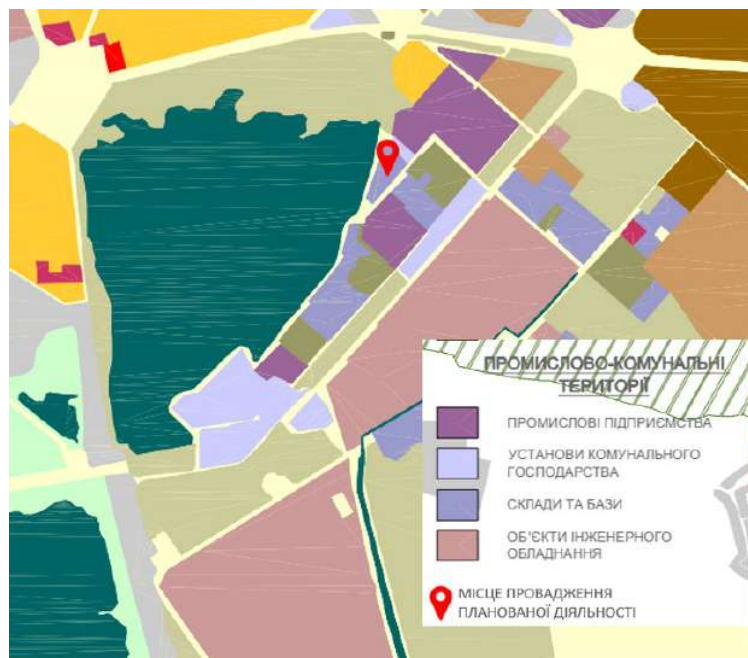 ПРОМИСЛОВО-КОМУНАЛЬНІ
ТЕРИТОРІЇ
ПРОМИСЛОВІ ПІДПРИЄМСТВА
УСТАНОВИ КОМУНАЛЬНОГО
ГОСПОДАРСТВА
СКЛАДИ ТА БАЗИ
ОБ'ЄКТИ ІНЖЕНЕРНОГО
ОБЛАДНАННЯ
МІСЦЕ ПРОВАДЖЕННЯ
ПЛАНОВАНОЇ ДІЯЛЬНОСТІ